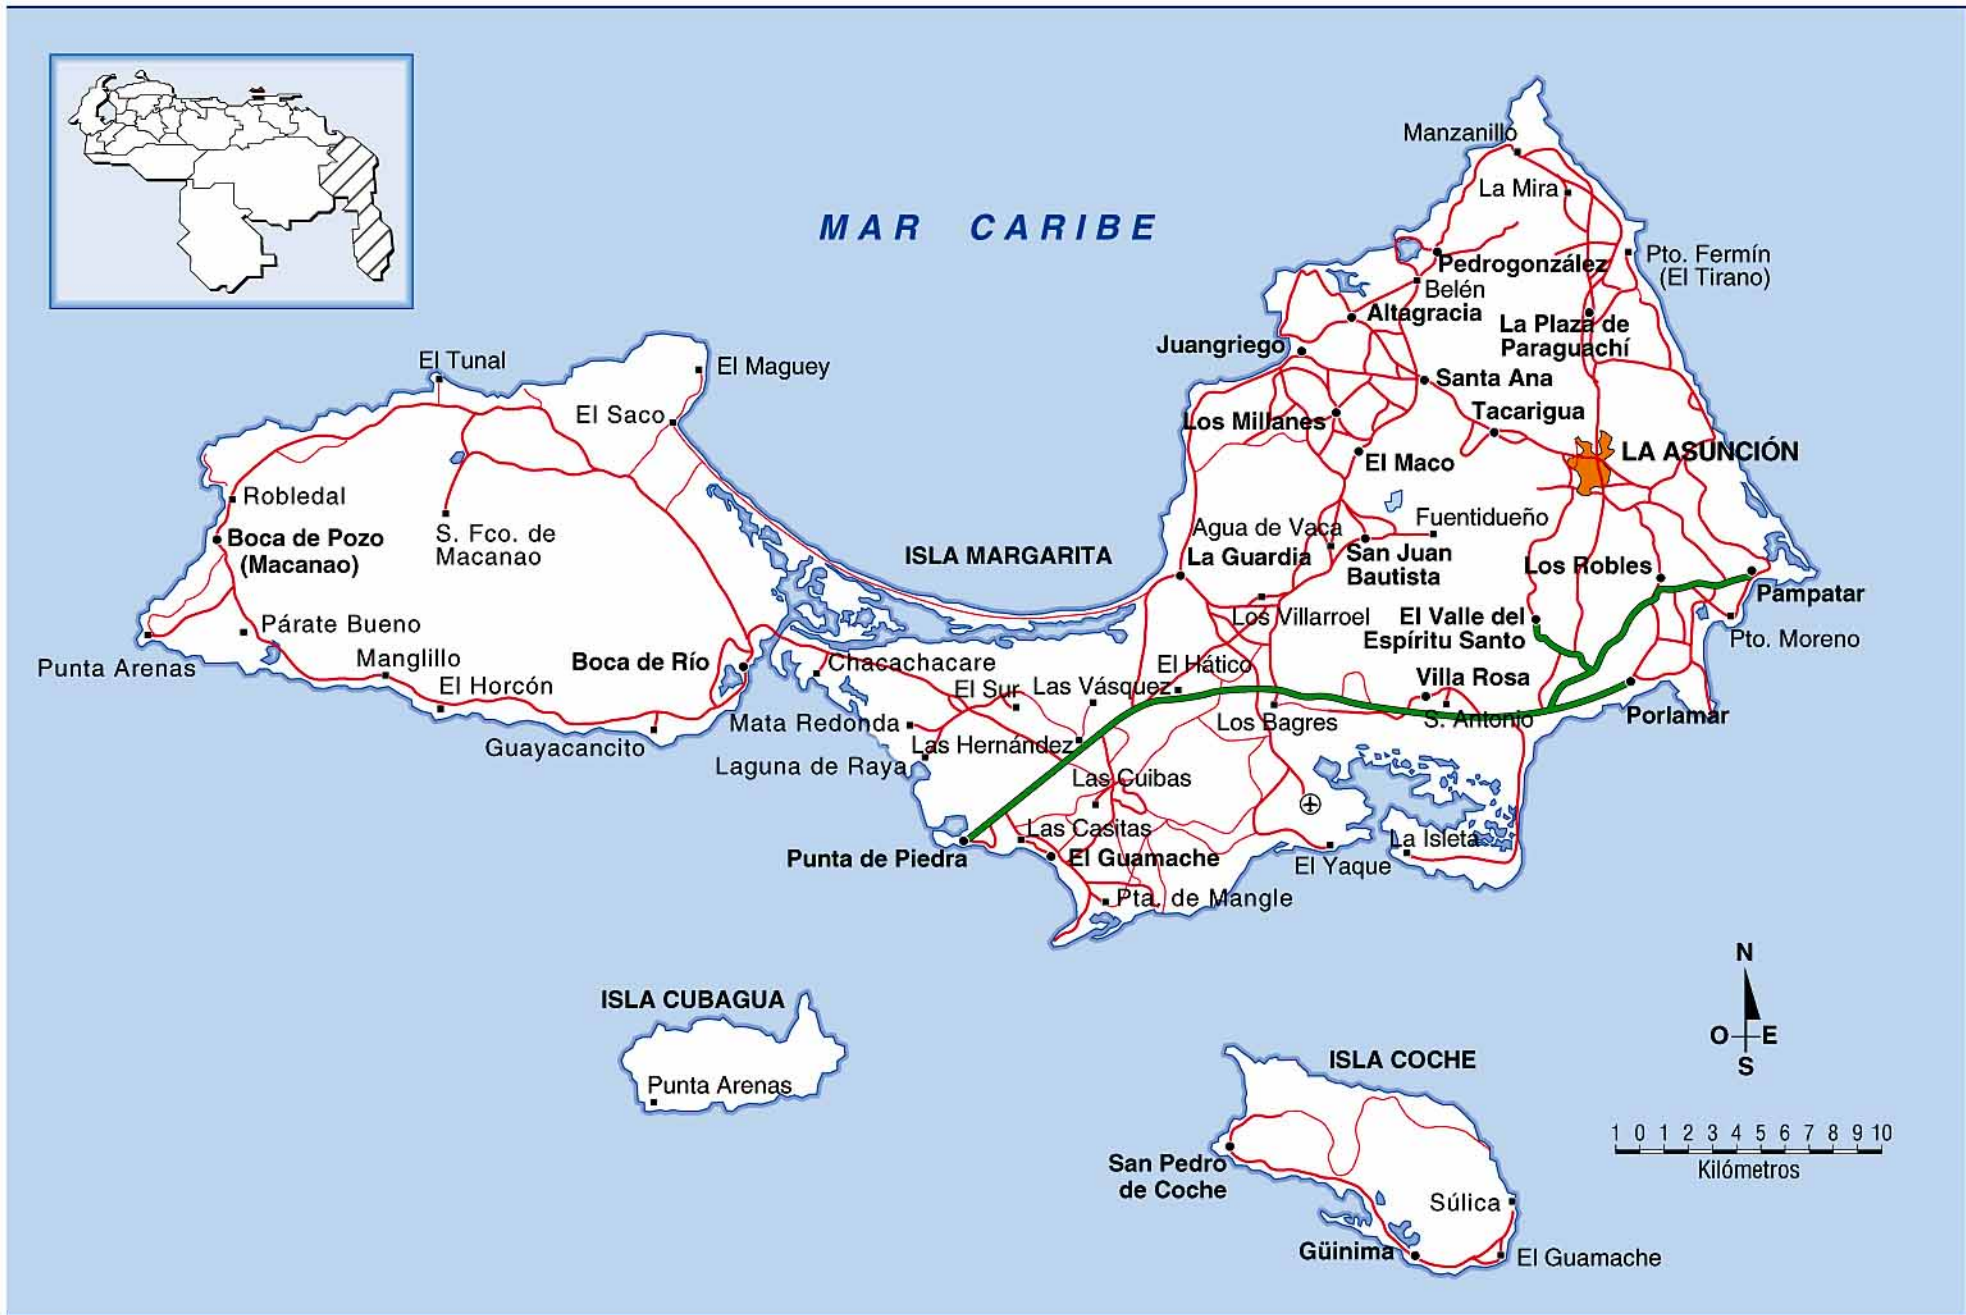 MAR CARIBE
Manzanillo
La Mira
Pto. Fermín
(El Tirano)
Pedrogonzález
Belén
Altagracia
La Plaza de
Paraguachí
Juangriego
Santa Ana
Tacarigua
Los Millanes
LA ASUNCIÓN
El Maco
El Tunal
El Maguey
El Saco
Robledal
Boca de Pozo
(Macanao)
S. Fco. de
Macanao
ISLA MARGARITA
Agua de Vaca
Fuentidueño
La Guardia
San Juan
Bautista
Los Robles
Pampatar
Los Villarroel
El Valle del
Espíritu Santo
Pto. Moreno
Párate Bueno
Punta Arenas
Manglillo
El Horcón
Boca de Río
Chacachacare
El Hático
Villa Rosa
El Sur
Las Vásquez
Mata Redonda
Los Bagres
S. Antonio
Porlamar
Guayacancito
Las Hernández
Laguna de Raya
Las Cuibas
Las Casitas
La Isleta
Punta de Piedra
El Guamache
El Yaque
Pta. de Mangle
ISLA CUBAGUA
Punta Arenas
N
O E
S
ISLA COCHE
1 0 1 2 3 4 5 6 7 8 9 10
Kilómetros
San Pedro
de Coche
Súlica
Güinima
El Guamache